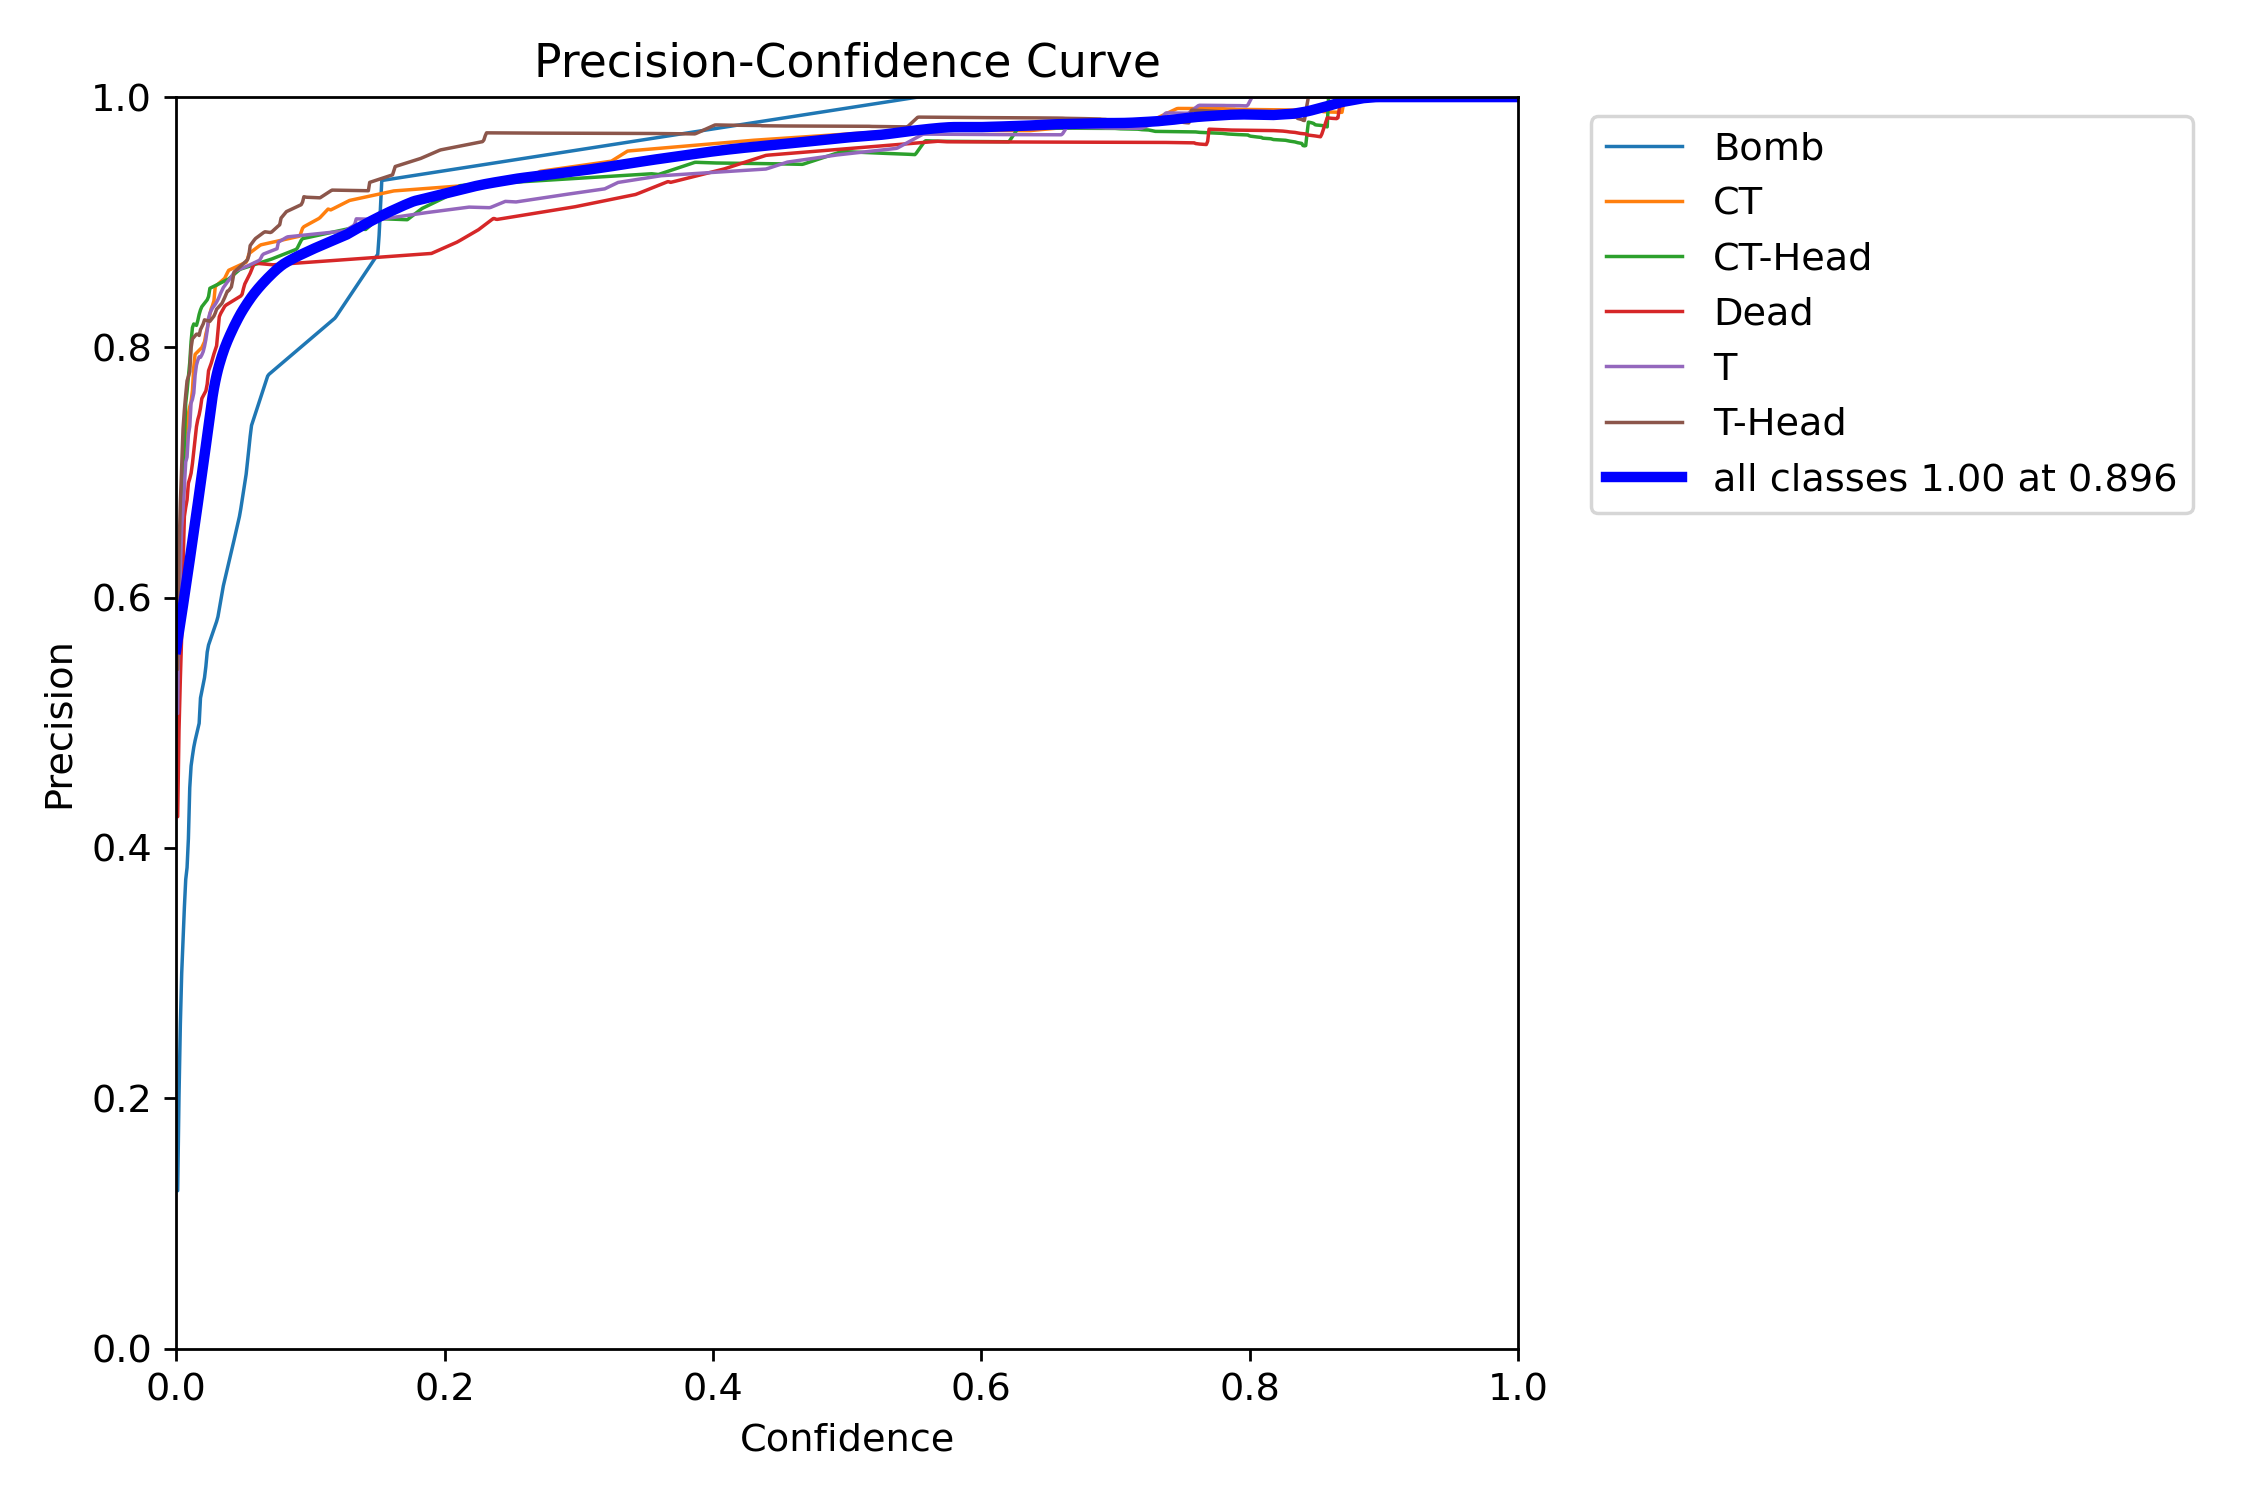 Precision-Confidence Curve
1.0
0.8
0.6
0.4
0.2
0.0
Precision
0.0 0.2 0.4 0.6 0.8 1.0
Confidence
Bomb
CT
CT-Head
Dead
T
T-Head
all classes 1.00 at 0.896